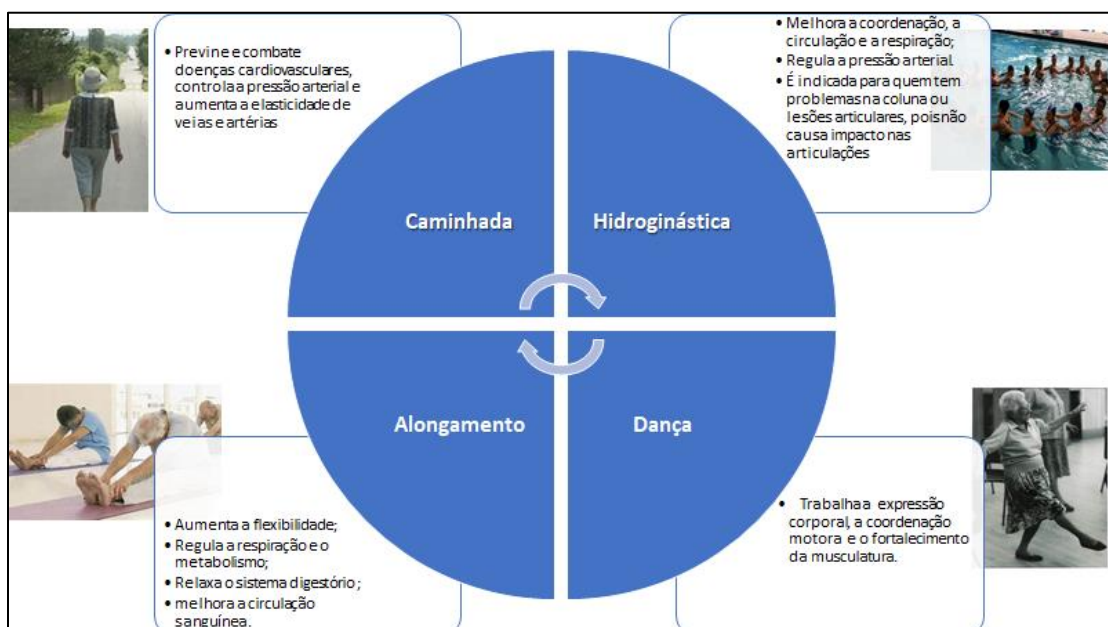 • Previne e combate
doenças cardiovasculares,
controla a pressão arterial e
aumenta a elasticidade de
veias e artérias
• Melhora a coordenação, a
circulação e a respiração;
• Regula a pressão arterial.
• É indicada para quem tem
problemas na coluna ou
lesões articulares, pois não
causa impacto nas
articulações
Caminhada
Hidroginástica
Alongamento
Dança
• Aumenta a flexibilidade;
• Regula a respiração e o
metabolismo;
• Relaxa o sistema digestório;
• melhora a circulação
sanguínea.
• Trabalha a expressão
corporal, a coordenação
motora e o fortalecimento
da musculatura.